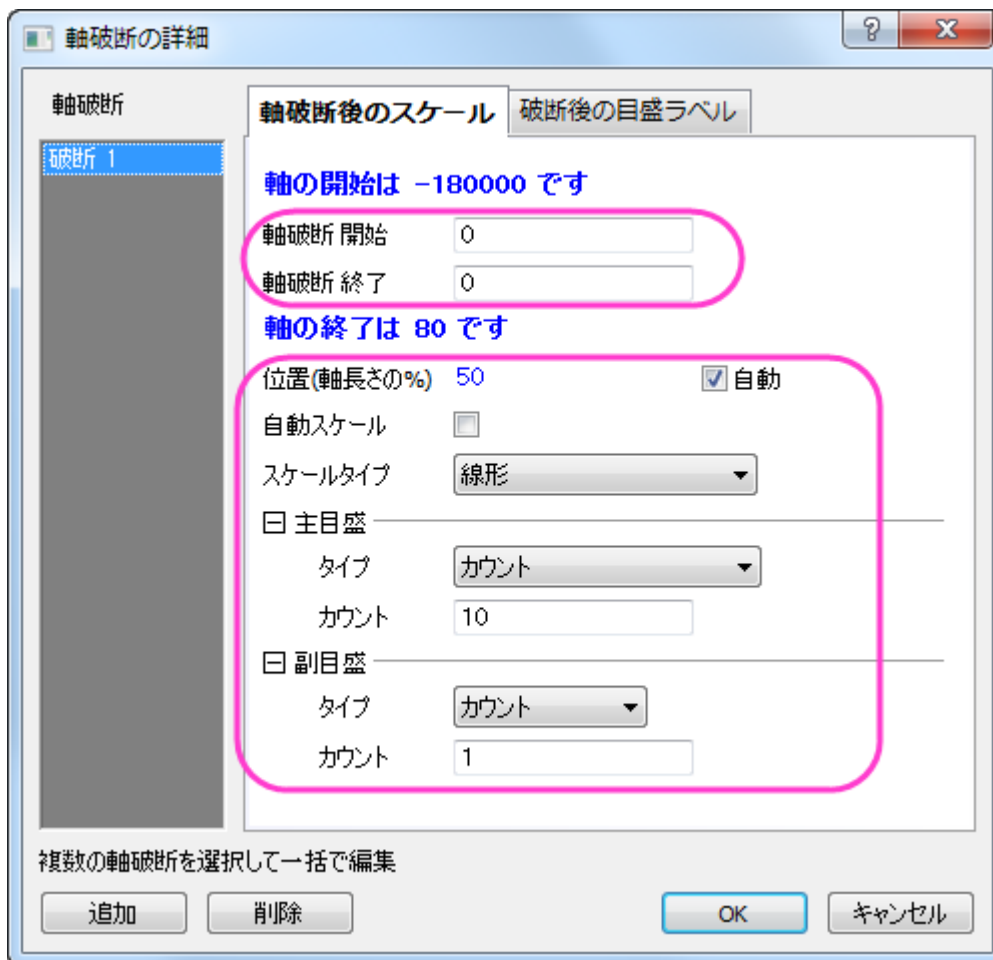 軸破断の詳細
軸破断
軸破断後のスケール 破断後の目盛ラベル
破断 1
軸の開始は -180000 です
軸破断 開始 0
軸破断 終了 0
軸の終了は 80 です
位置(軸長さの%) 50 自動
自動スケール
スケールタイプ 線形
主目盛
タイプ カウント
カウント 10
副目盛
タイプ カウント
カウント 1
複数の軸破断を選択して一括で編集
追加 削除 OK キャンセル